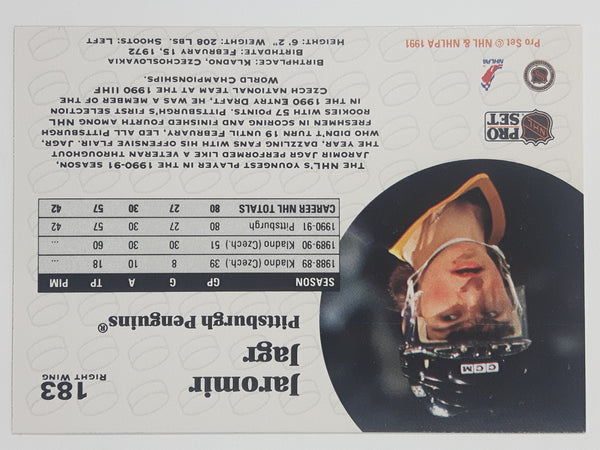 183
RIGHT WING
Jaromir
Jagr
Pittsburgh Penguins®
CCM
SEASON GP G A TP PIM
1988-89 Kladno (Czech.) 39 8 10 18 ...
1989-90 Kladno (Czech.) 51 30 30 60 ...
1990-91 Pittsburgh 80 27 30 57 42
CAREER NHL TOTALS 80 27 30 57 42
THE NHL'S YOUNGEST PLAYER IN THE 1990-91 SEASON,
JAROMIR JAGR PERFORMED LIKE A VETERAN THROUGHOUT
THE YEAR, DAZZLING FANS WITH HIS OFFENSIVE FLAIR. JAGR,
WHO DIDN'T TURN 19 UNTIL FEBRUARY, LED ALL PITTSBURGH
FRESHMEN IN SCORING AND FINISHED FOURTH AMONG NHL
ROOKIES WITH 57 POINTS. PITTSBURGH'S FIRST SELECTION
IN THE 1990 ENTRY DRAFT, HE WAS A MEMBER OF THE
CZECH NATIONAL TEAM AT THE 1990 IIHF
WORLD CHAMPIONSHIPS.
BIRTHPLACE: KLADNO, CZECHOSLOVAKIA
BIRTHDATE: FEBRUARY 15, 1972
HEIGHT: 6' 2" WEIGHT: 208 LBS. SHOOTS: LEFT
NHL
PRO
SET
NHLPA
Pro Set © NHL & NHLPA 1991